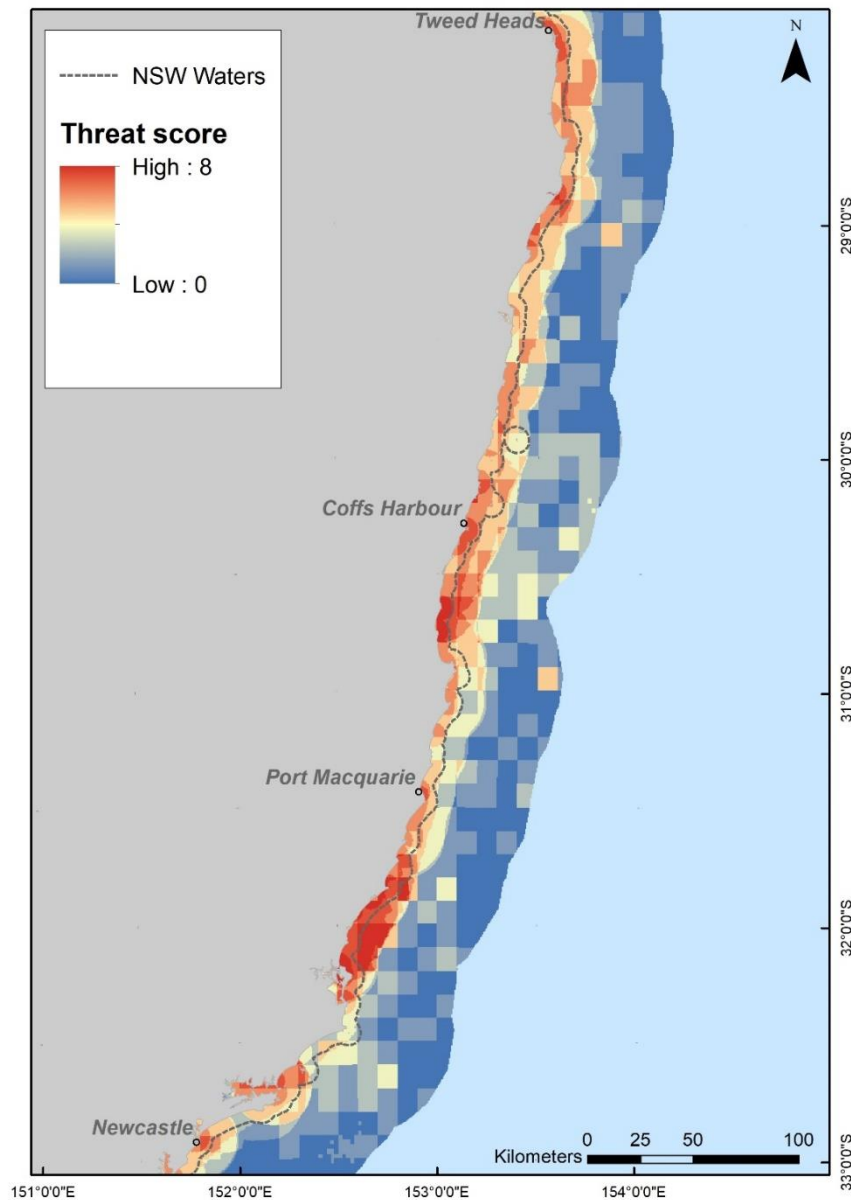 Tweed Heads
N
NSW Waters
Threat score
High : 8
Low : 0
29°0'0"S
30°0'0"S
Coffs Harbour
31°0'0"S
Port Macquarie
32°0'0"S
Newcastle
0 25 50 100
Kilometers
33°0'0"S
151°0'0"E 152°0'0"E 153°0'0"E 154°0'0"E